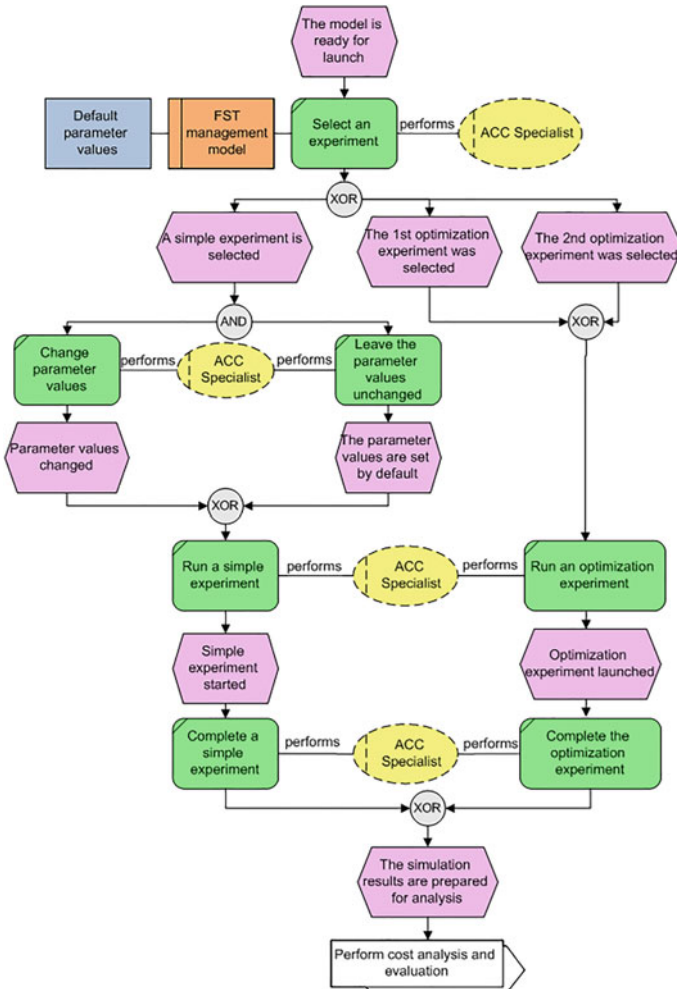 The model is
ready for
launch
Default
parameter
values
FST
management
model
Select an
experiment
performs
ACC Specialist
XOR
A simple experiment is
selected
The 1st optimization
experiment was
selected
The 2nd optimization
experiment was selected
AND
XOR
Change
parameter
values
performs
ACC
Specialist
performs
Leave the
parameter
values
unchanged
Parameter values
changed
The parameter
values are set
by default
XOR
Run a simple
experiment
performs
ACC
Specialist
performs
Run an optimization
experiment
Simple
experiment
started
Optimization
experiment launched
Complete a
simple
experiment
performs
ACC
Specialist
performs
Complete the
optimization
experiment
XOR
The simulation
results are prepared
for analysis
Perform cost analysis and
evaluation